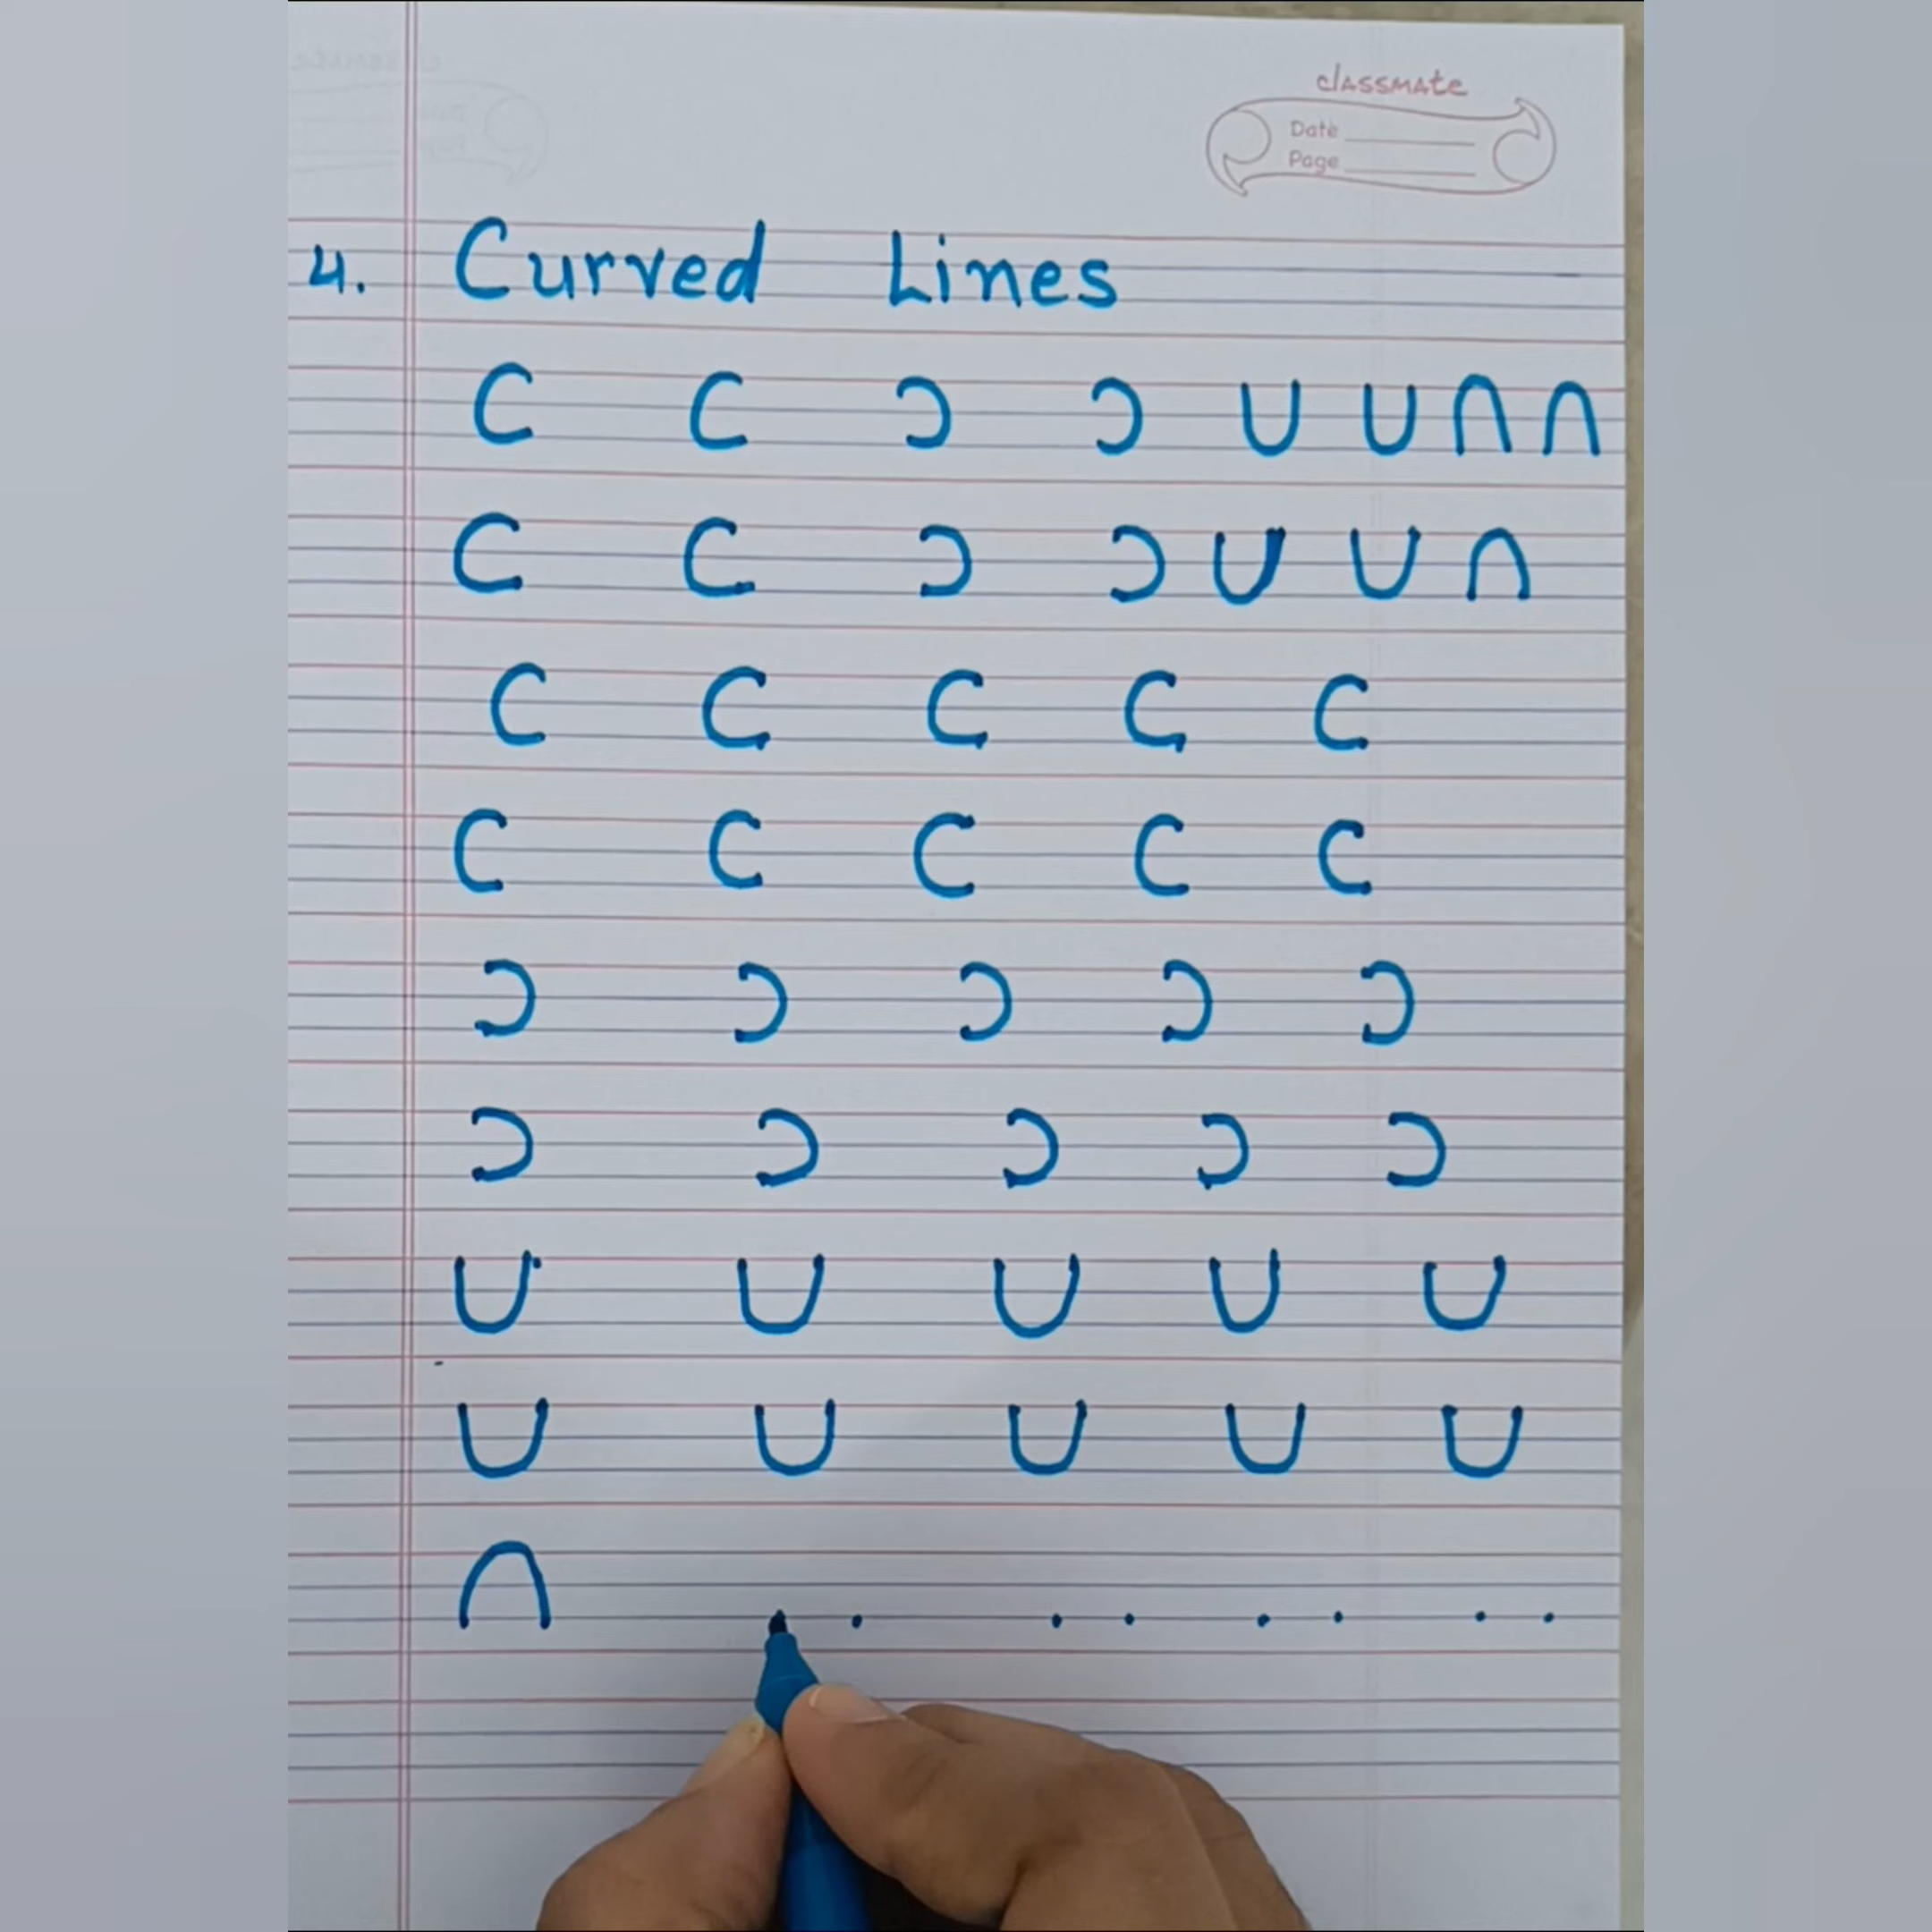 classmate
Date
Page
4. Curved Lines
C C Ɔ Ɔ U U ∩ ∩
C C Ɔ Ɔ U U ∩
C C C C C
C C C C C
Ɔ Ɔ Ɔ Ɔ Ɔ
Ɔ Ɔ Ɔ Ɔ Ɔ
U U U U U
U U U U U
∩